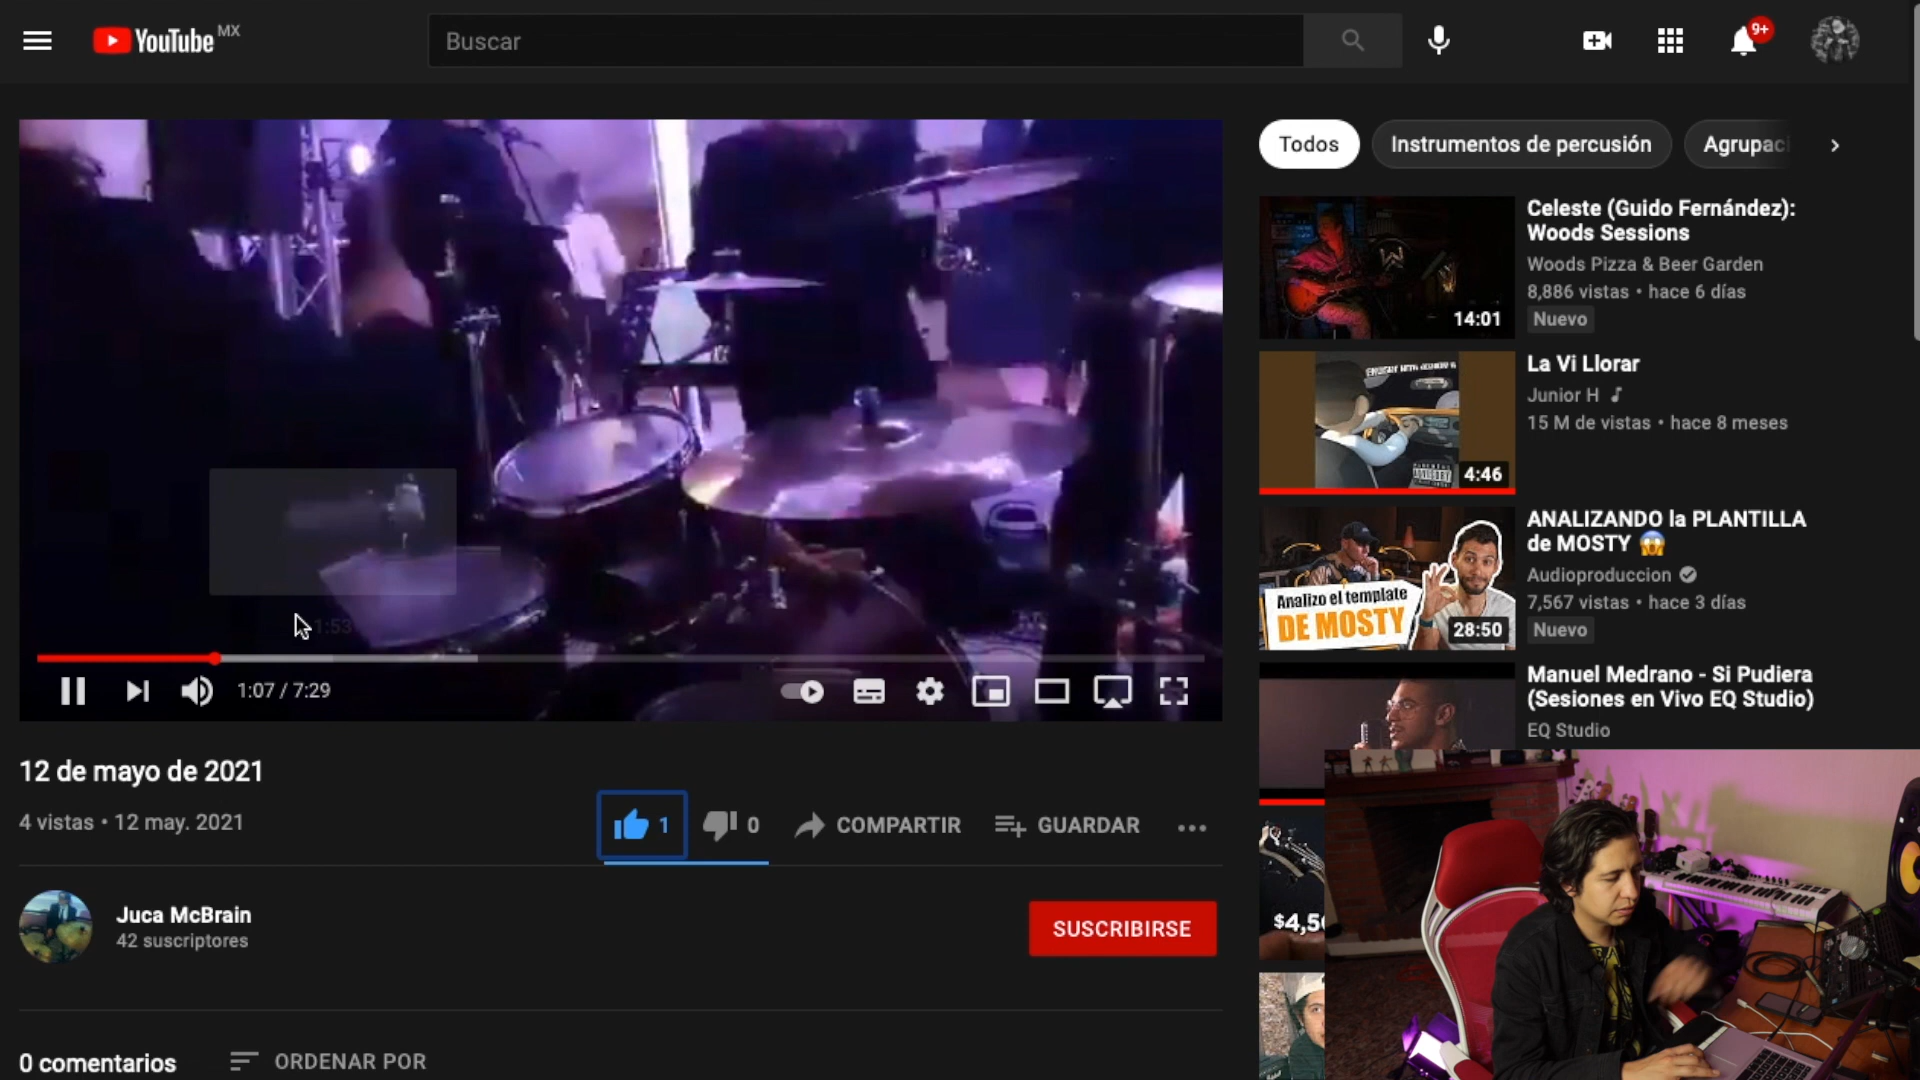 YouTube MX
Buscar
9+
Todos
Instrumentos de percusión
Agrupaci
Celeste (Guido Fernández):
Woods Sessions
Woods Pizza & Beer Garden
8,886 vistas • hace 6 días
Nuevo
14:01
La Vi Llorar
Junior H
15 M de vistas • hace 8 meses
4:46
ANALIZANDO la PLANTILLA
de MOSTY 😱
Audioproduccion
7,567 vistas • hace 3 días
Nuevo
Analizo el template
DE MOSTY
28:50
Manuel Medrano - Si Pudiera
(Sesiones en Vivo EQ Studio)
EQ Studio
$4,50
1:53
1:07 / 7:29
12 de mayo de 2021
4 vistas • 12 may. 2021
1
0
COMPARTIR
GUARDAR
Juca McBrain
42 suscriptores
SUSCRIBIRSE
0 comentarios
ORDENAR POR